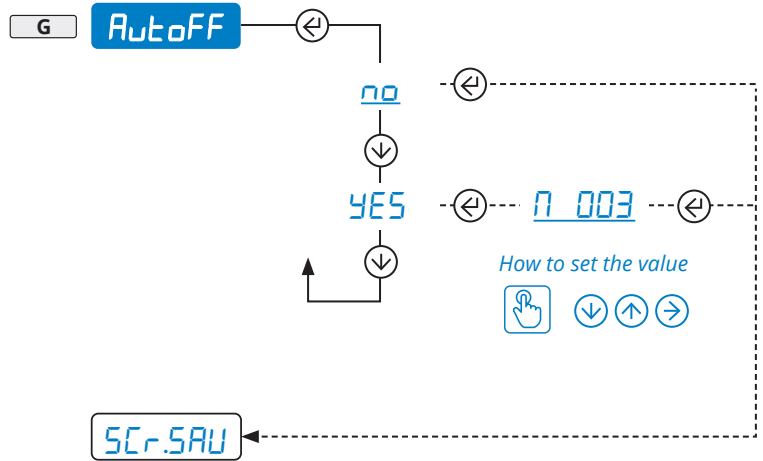 G AutoFF
no
YES П 003
How to set the value
SCr.SAU